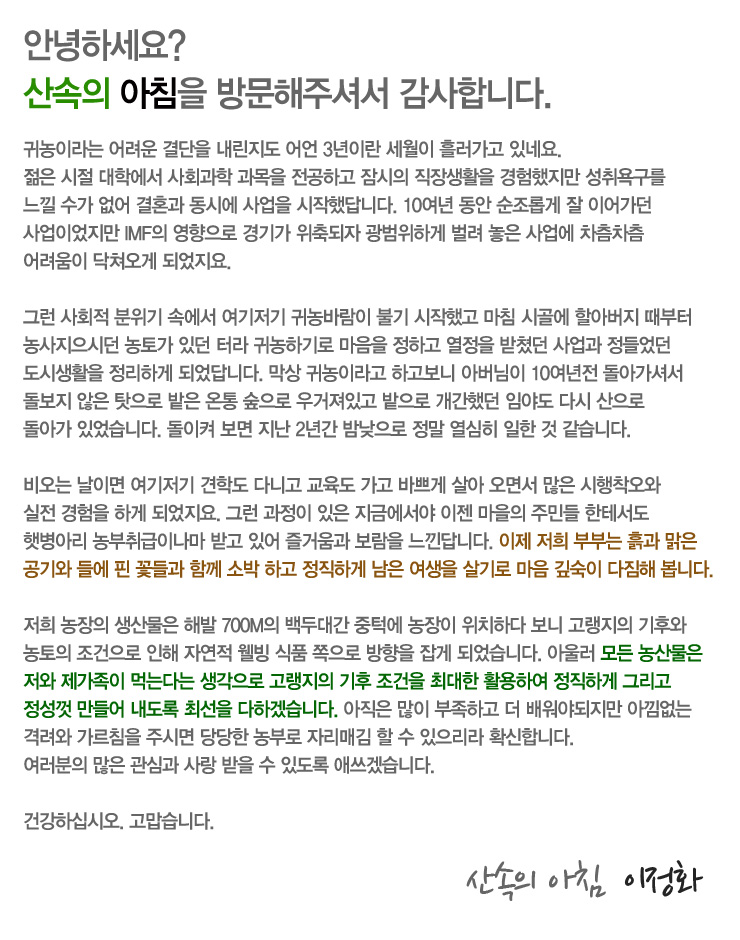 안녕하세요?
산속의 아침을 방문해주셔서 감사합니다.
귀농이라는 어려운 결단을 내린지도 어언 3년이란 세월이 흘러가고 있네요.
젊은 시절 대학에서 사회과학 과목을 전공하고 잠시의 직장생활을 경험했지만 성취욕구를
느낄 수가 없어 결혼과 동시에 사업을 시작했답니다. 10여년 동안 순조롭게 잘 이어가던
사업이었지만 IMF의 영향으로 경기가 위축되자 광범위하게 벌려 놓은 사업에 차츰차츰
어려움이 닥쳐오게 되었지요.
그런 사회적 분위기 속에서 여기저기 귀농바람이 불기 시작했고 마침 시골에 할아버지 때부터
농사지으시던 농토가 있던 터라 귀농하기로 마음을 정하고 열정을 받쳤던 사업과 정들었던
도시생활을 정리하게 되었답니다. 막상 귀농이라고 하고보니 아버님이 10여년전 돌아가셔서
돌보지 않은 탓으로 밭은 온통 숲으로 우거져있고 밭으로 개간했던 임야도 다시 산으로
돌아가 있었습니다. 돌이켜 보면 지난 2년간 밤낮으로 정말 열심히 일한 것 같습니다.
비오는 날이면 여기저기 견학도 다니고 교육도 가고 바쁘게 살아 오면서 많은 시행착오와
실전 경험을 하게 되었지요. 그런 과정이 있은 지금에서야 이젠 마을의 주민들 한테서도
햇병아리 농부취급이나마 받고 있어 즐거움과 보람을 느낀답니다. 이제 저희 부부는 흙과 맑은
공기와 들에 핀 꽃들과 함께 소박 하고 정직하게 남은 여생을 살기로 마음 깊숙이 다짐해 봅니다.
저희 농장의 생산물은 해발 700M의 백두대간 중턱에 농장이 위치하다 보니 고랭지의 기후와
농토의 조건으로 인해 자연적 웰빙 식품 쪽으로 방향을 잡게 되었습니다. 아울러 모든 농산물은
저와 제가족이 먹는다는 생각으로 고랭지의 기후 조건을 최대한 활용하여 정직하게 그리고
정성껏 만들어 내도록 최선을 다하겠습니다. 아직은 많이 부족하고 더 배워야되지만 아낌없는
격려와 가르침을 주시면 당당한 농부로 자리매김 할 수 있으리라 확신합니다.
여러분의 많은 관심과 사랑 받을 수 있도록 애쓰겠습니다.
건강하십시오. 고맙습니다.
산속의 아침 이정화